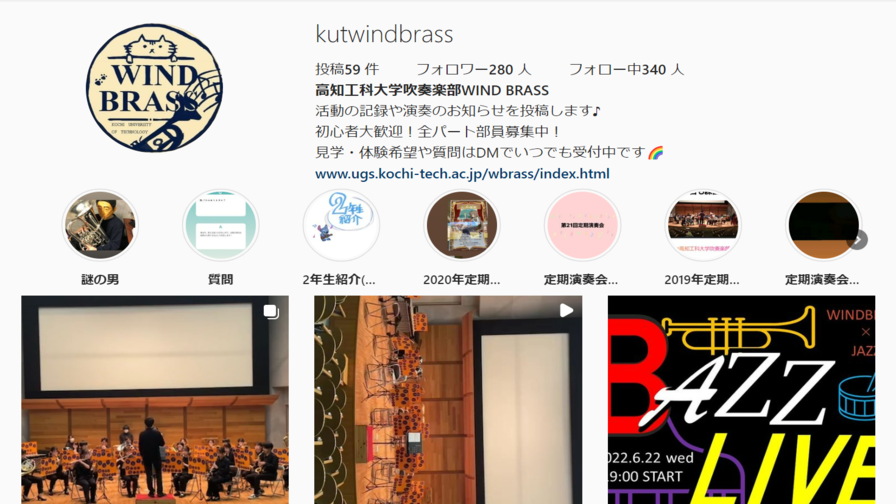 kutwindbrass
投稿59 件 フォロワー280 人 フォロー中340 人
高知工科大学吹奏楽部WIND BRASS
活動の記録や演奏のお知らせを投稿します♪
初心者大歓迎！全パート部員募集中！
見学・体験希望や質問はDMでいつでも受付中です🌈
www.ugs.kochi-tech.ac.jp/wbrass/index.html
WIND
BRASS
KOCHI UNIVERSITY
OF TECHNOLOGY
2年生
紹介
第21回定期演奏会
謎の男
質問
2年生紹介(...
2020年定期...
定期演奏会...
2019年定期...
定期演奏会...
WINDB
×
JAZZ
BAZZ
LIVE
022.6.22 wed
19:00 START